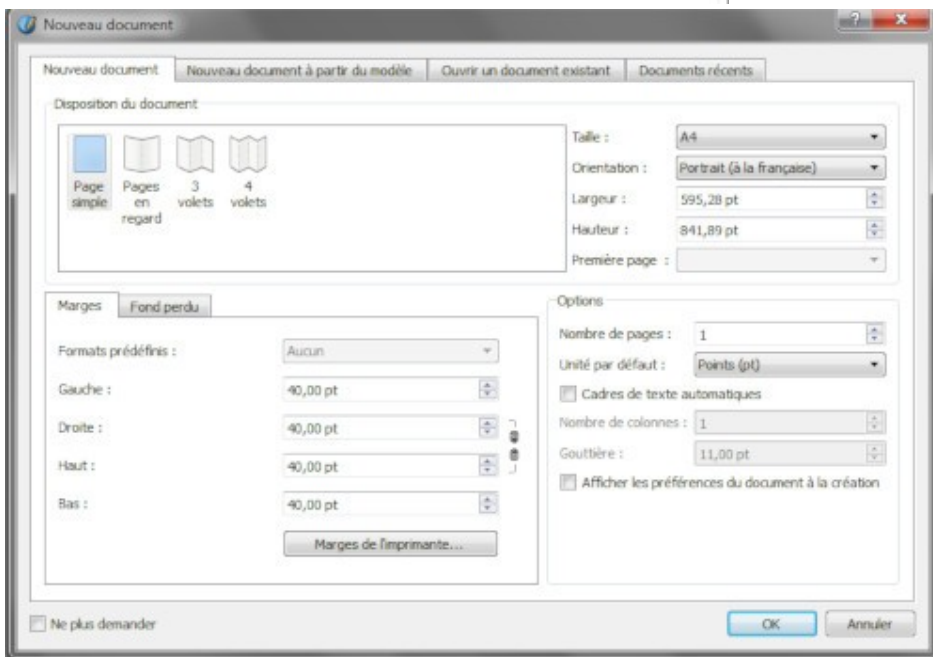 Nouveau document
Nouveau document
Nouveau document à partir du modèle
Ouvrir un document existant
Documents récents
Disposition du document
Page simple
Pages en regard
3 volets
4 volets
Taille : A4
Orientation : Portrait (à la française)
Largeur : 595,28 pt
Hauteur : 841,89 pt
Première page :
Marges
Fond perdu
Formats prédéfinis : Aucun
Gauche : 40,00 pt
Droite : 40,00 pt
Haut : 40,00 pt
Bas : 40,00 pt
Marges de l'imprimante...
Options
Nombre de pages : 1
Unité par défaut : Points (pt)
Cadres de texte automatiques
Nombre de colonnes : 1
Gouttière : 11,00 pt
Afficher les préférences du document à la création
Ne plus demander
OK
Annuler